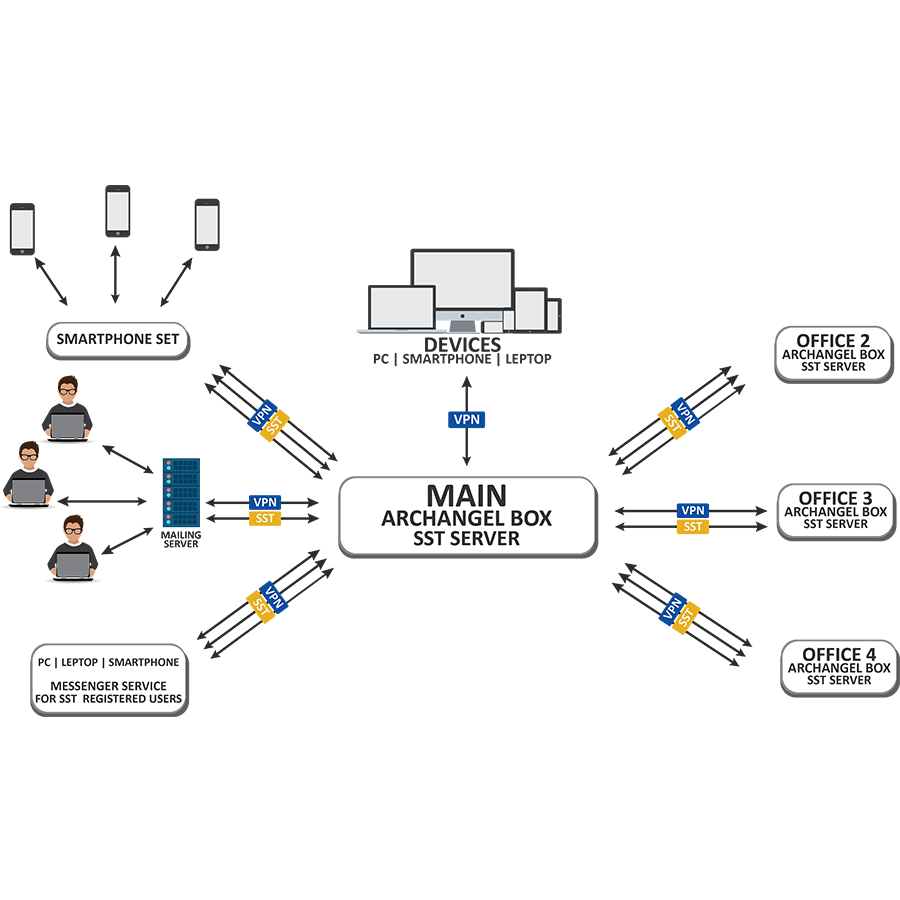 SMARTPHONE SET
DEVICES
PC | SMARTPHONE | LEPTOP
OFFICE 2
ARCHANGEL BOX
SST SERVER
VPN
SST
VPN
VPN
SST
MAIN
ARCHANGEL BOX
SST SERVER
MAILING
SERVER
VPN
SST
VPN
SST
OFFICE 3
ARCHANGEL BOX
SST SERVER
VPN
SST
VPN
SST
PC | LEPTOP | SMARTPHONE
MESSENGER SERVICE
FOR SST REGISTERED USERS
OFFICE 4
ARCHANGEL BOX
SST SERVER